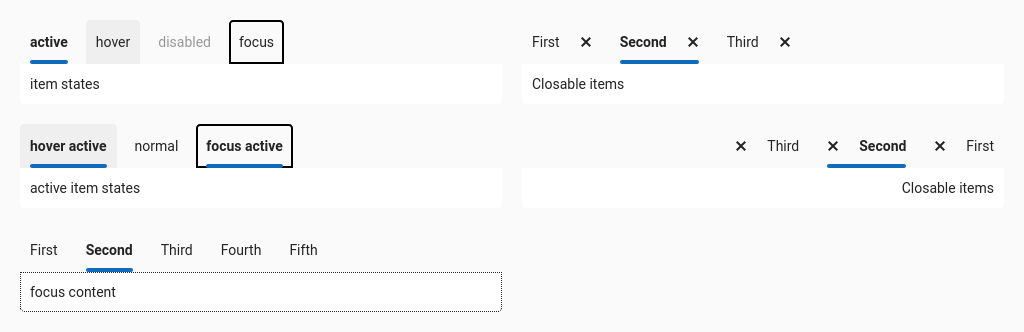 active hover disabled focus
item states
First ✕ Second ✕ Third ✕
Closable items
hover active normal focus active
active item states
✕ Third ✕ Second ✕ First
Closable items
First Second Third Fourth Fifth
focus content